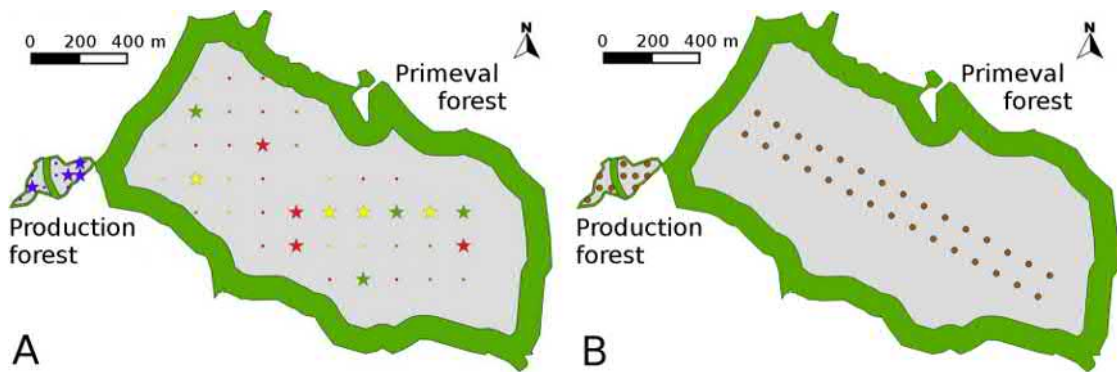 0 200 400 m
N
Primeval
forest
Production
forest
A
0 200 400 m
N
Primeval
forest
Production
forest
B